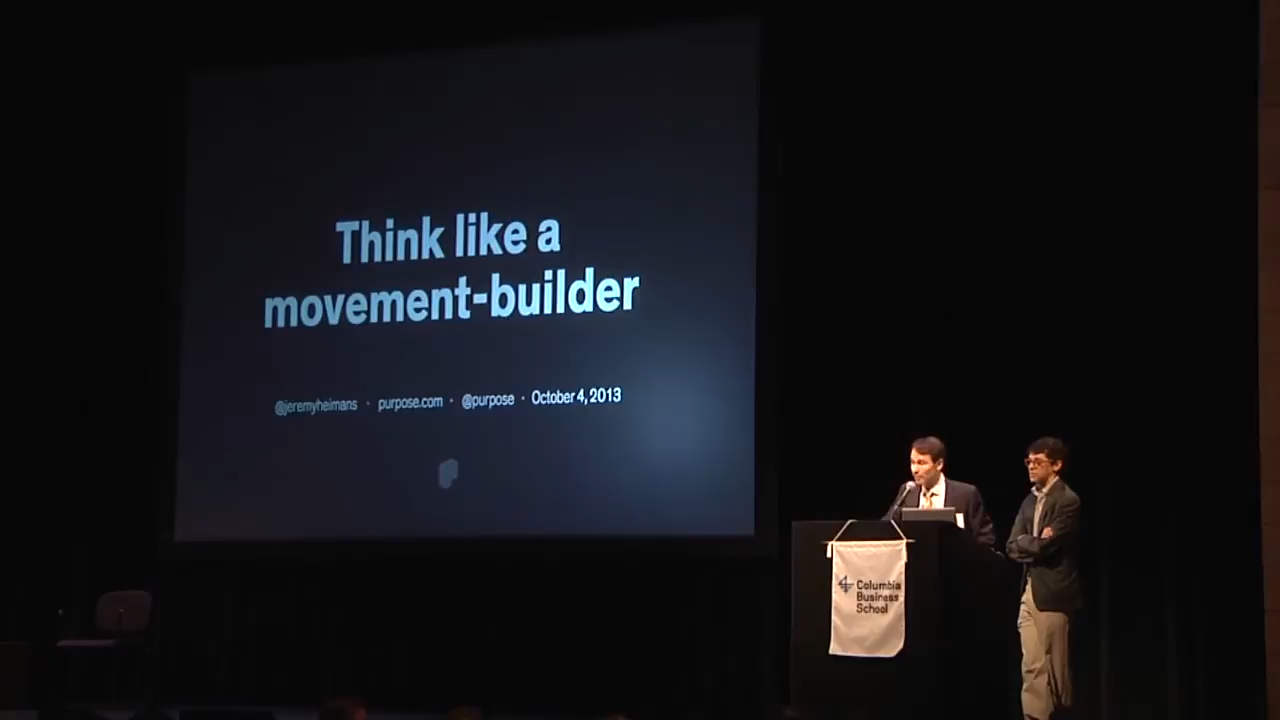 Think like a
movement-builder
@jeremyheimans · purpose.com · @purpose · October 4, 2013
Columbia
Business
School